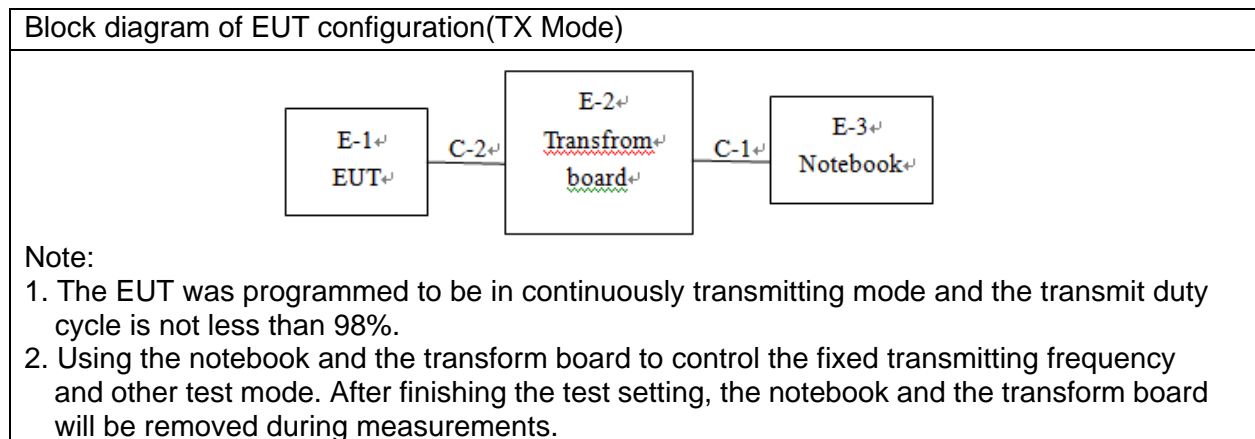 Block diagram of EUT configuration(TX Mode)
E-1↵
EUT↵
C-2↵
E-2↵
Transfrom↵
board↵
C-1↵
E-3↵
Notebook↵
Note:
1. The EUT was programmed to be in continuously transmitting mode and the transmit duty
cycle is not less than 98%.
2. Using the notebook and the transform board to control the fixed transmitting frequency
and other test mode. After finishing the test setting, the notebook and the transform board
will be removed during measurements.